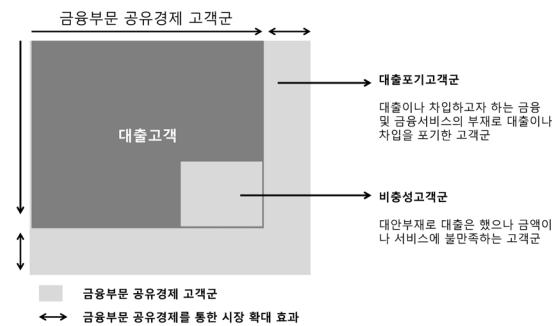 금융부문 공유경제 고객군
대출고객
대출포기고객군
대출이나 차입하고자 하는 금융
및 금융서비스의 부재로 대출이나
차입을 포기한 고객군
비충성고객군
대안부재로 대출은 했으나 금액이
나 서비스에 불만족하는 고객군
금융부문 공유경제 고객군
금융부문 공유경제를 통한 시장 확대 효과